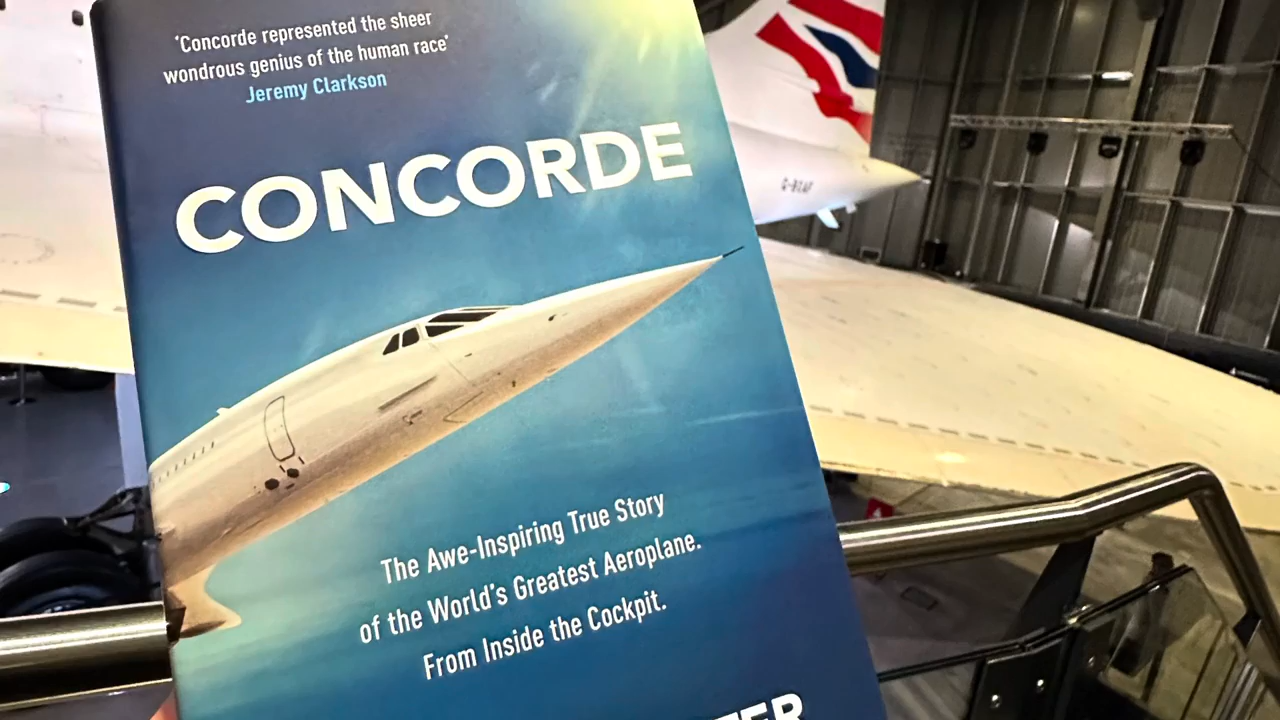 'Concorde represented the sheer
wondrous genius of the human race'
Jeremy Clarkson
CONCORDE
The Awe-Inspiring True Story
of the World's Greatest Aeroplane.
From Inside the Cockpit.